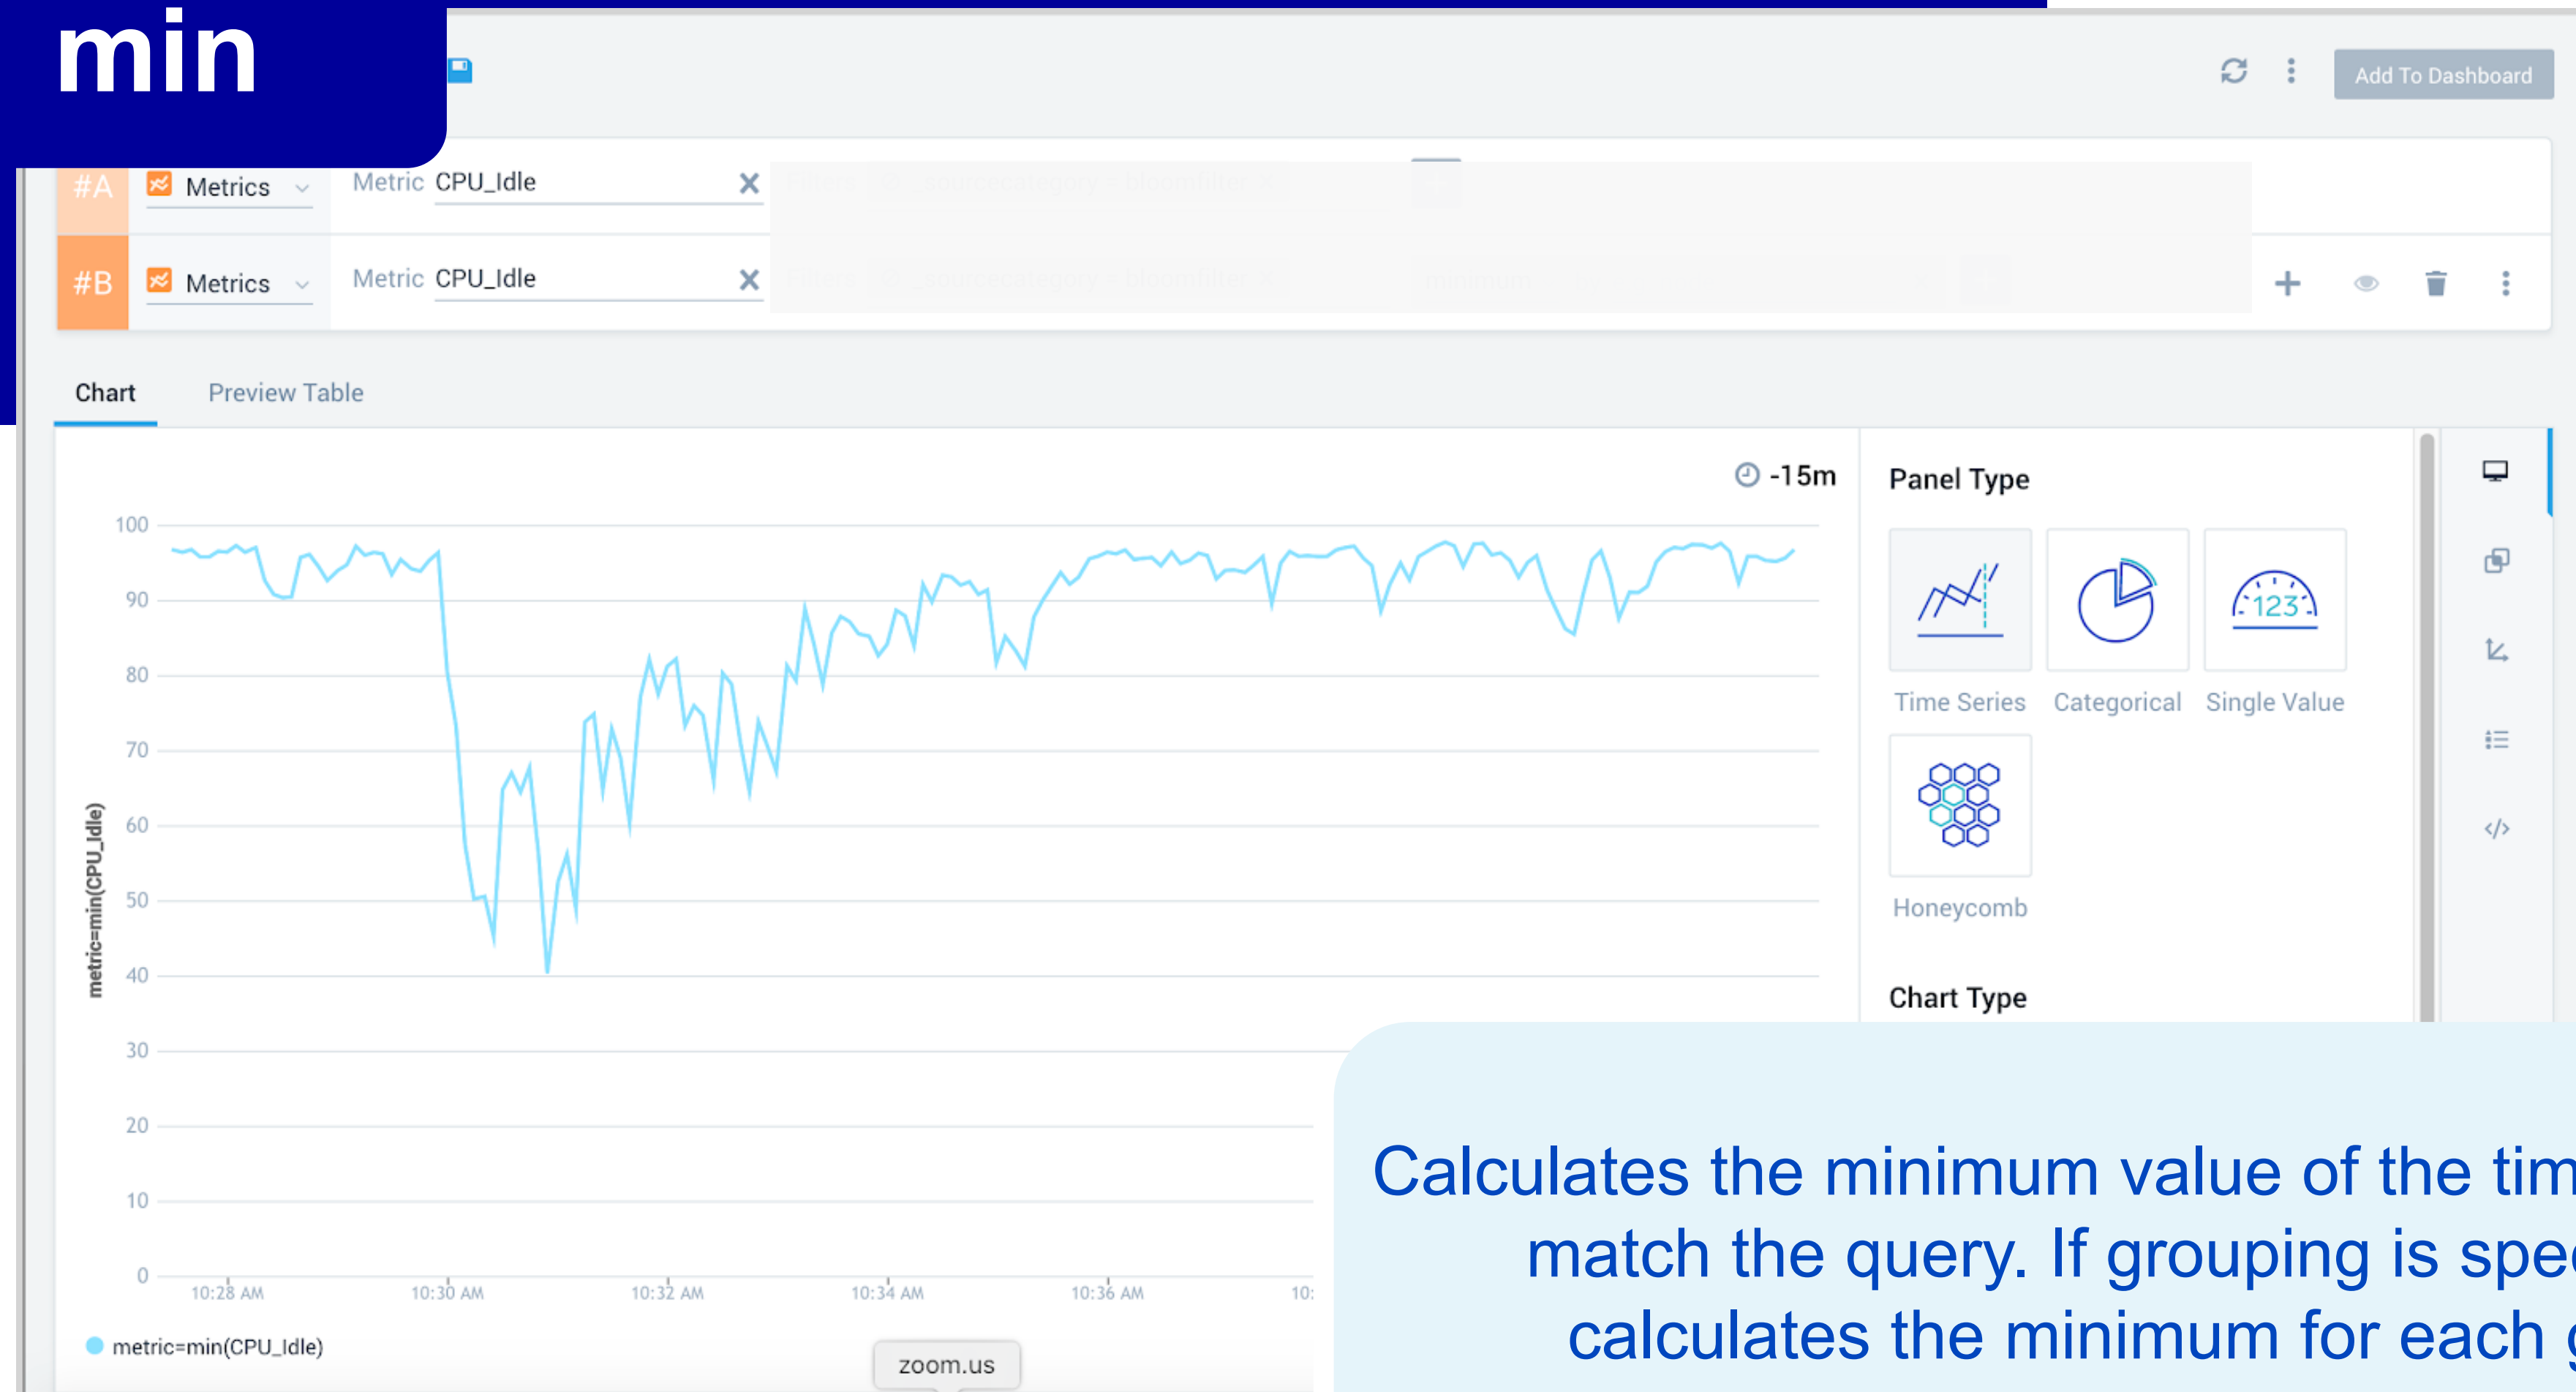 min
Add To Dashboard
#A Metrics Metric CPU_Idle
#B Metrics Metric CPU_Idle
Chart Preview Table
-15m
Panel Type
100
90
80
70
60
50
40
30
20
10
0
metric=min(CPU_Idle)
123
Time Series Categorical Single Value
Honeycomb
Chart Type
10:28 AM 10:30 AM 10:32 AM 10:34 AM 10:36 AM 10:
metric=min(CPU_Idle)
zoom.us
Calculates the minimum value of the tim
match the query. If grouping is spe
calculates the minimum for each